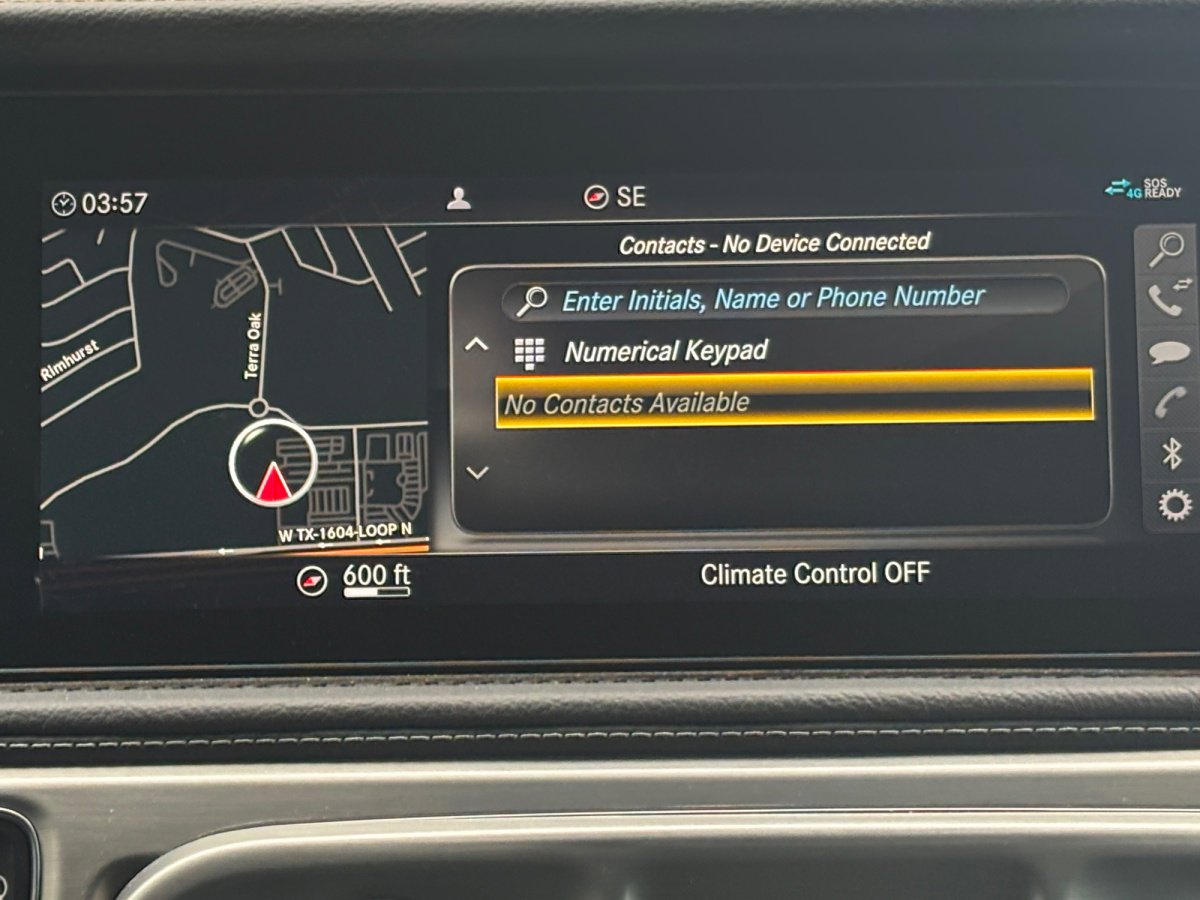 03:57
SE
SOS
4G READY
Contacts - No Device Connected
Enter Initials, Name or Phone Number
Numerical Keypad
No Contacts Available
Rimhurst
Terra Oak
W TX-1604-LOOP N
600 ft
Climate Control OFF